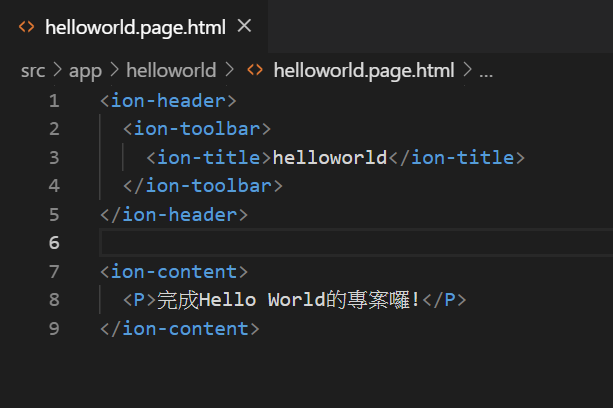 helloworld.page.html
src > app > helloworld > helloworld.page.html > ...
1 <ion-header>
2 <ion-toolbar>
3 <ion-title>helloworld</ion-title>
4 </ion-toolbar>
5 </ion-header>
6
7 <ion-content>
8 <P>完成Hello World的專案囉!</P>
9 </ion-content>